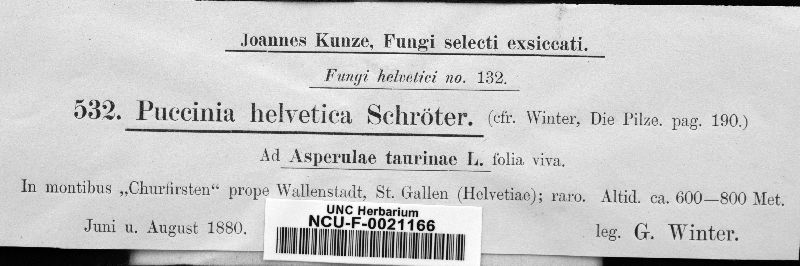 Joannes Kunze, Fungi selecti exsiccati.
Fungi helvetici no. 132.
532. Puccinia helvetica Schröter. (cfr. Winter, Die Pilze. pag. 190.)
Ad Asperulae taurinae L. folia viva.
In montibus „Churfirsten“ prope Wallenstadt, St. Gallen (Helvetiae); raro. Altid. ca. 600—800 Met.
Juni u. August 1880.
leg. G. Winter.
UNC Herbarium
NCU-F-0021166